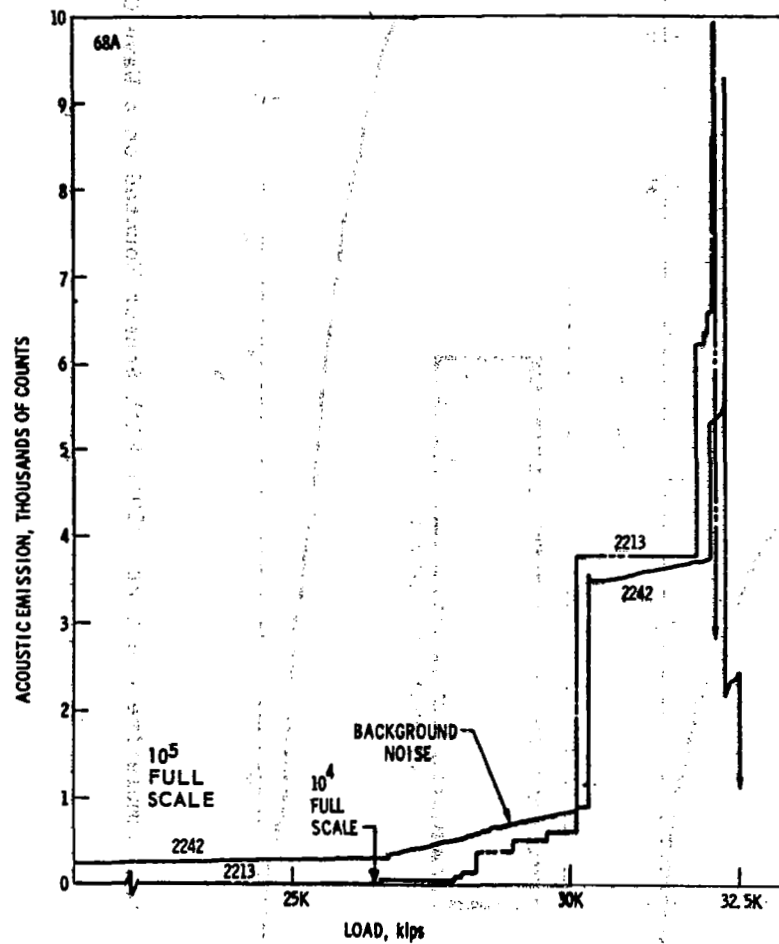 10
68A
9
8
7
6
5
4
3
2
1
0
ACOUSTIC EMISSION, THOUSANDS OF COUNTS
2213
2242
BACKGROUND
NOISE
10^5
FULL
SCALE
10^4
FULL
SCALE
2242
2213
25K
30K
32.5K
LOAD, kips